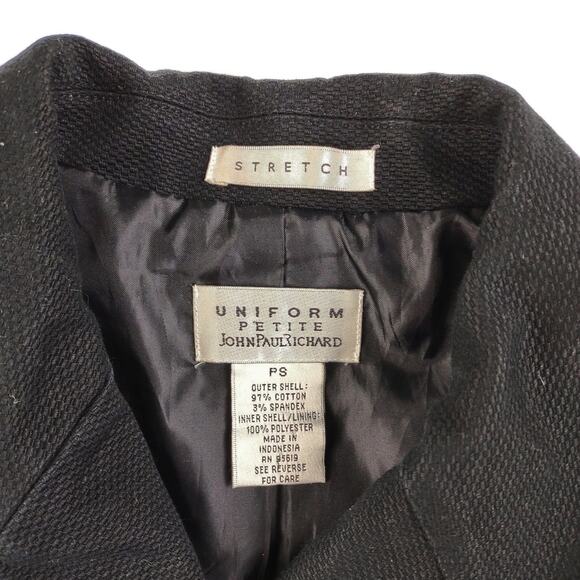 STRETCH
UNIFORM
PETITE
JOHNPAULRICHARD
PS
OUTER SHELL:
97% COTTON
3% SPANDEX
INNER SHELL/LINING:
100% POLYESTER
MADE IN
INDONESIA
RN 95619
SEE REVERSE
FOR CARE